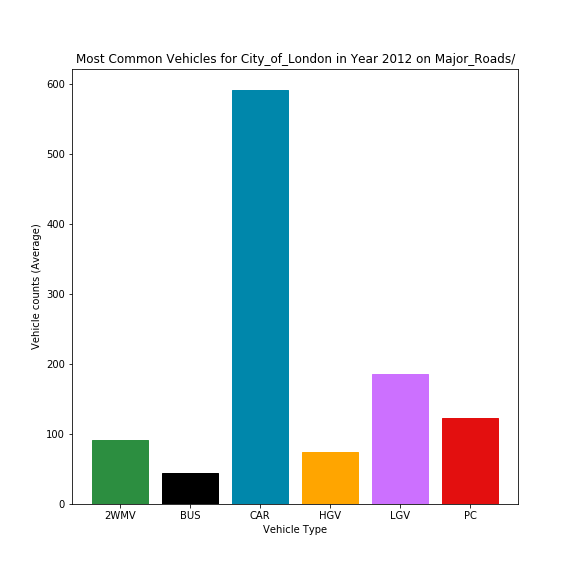 Most Common Vehicles for City_of_London in Year 2012 on Major_Roads/
600
500
400
300
200
100
0
Vehicle counts (Average)
2WMV BUS CAR HGV LGV PC
Vehicle Type